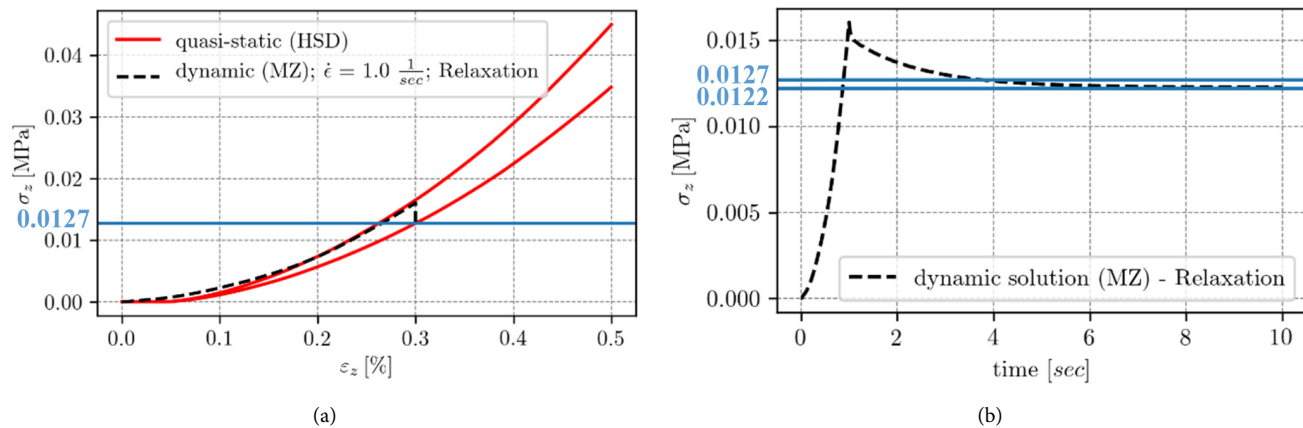 quasi-static (HSD)
dynamic (MZ); ϵ̇ = 1.0 1/sec; Relaxation
0.04
0.03
0.02
0.0127
0.01
0.00
σz [MPa]
0.0
0.1
0.2
0.3
0.4
0.5
εz [%]
(a)
0.015
0.0127
0.0122
0.010
0.005
0.000
σz [MPa]
dynamic solution (MZ) - Relaxation
0
2
4
6
8
10
time [sec]
(b)